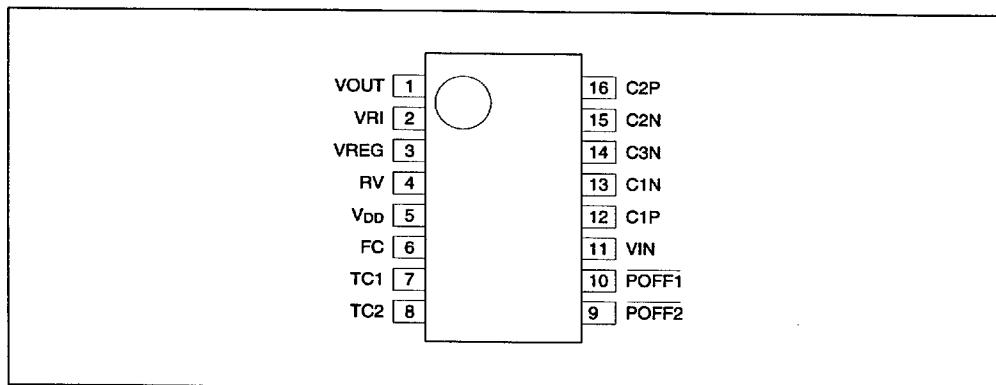 VOUT 1 16 C2P
VRI 2 15 C2N
VREG 3 14 C3N
RV 4 13 C1N
VDD 5 12 C1P
FC 6 11 VIN
TC1 7 10 POFF1
TC2 8 9 POFF2